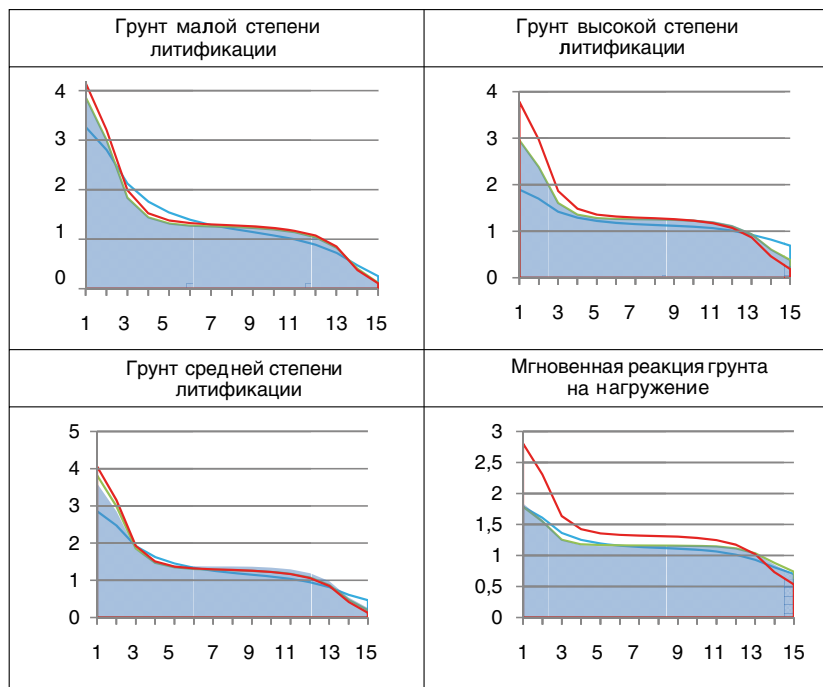 Грунт малой степени
литификации
4
3
2
1
0
1 3 5 7 9 11 13 15
Грунт высокой степени
литификации
4
3
2
1
0
1 3 5 7 9 11 13 15
Грунт средней степени
литификации
5
4
3
2
1
0
1 3 5 7 9 11 13 15
Мгновенная реакция грунта
на нагружение
3
2,5
2
1,5
1
0,5
0
1 3 5 7 9 11 13 15